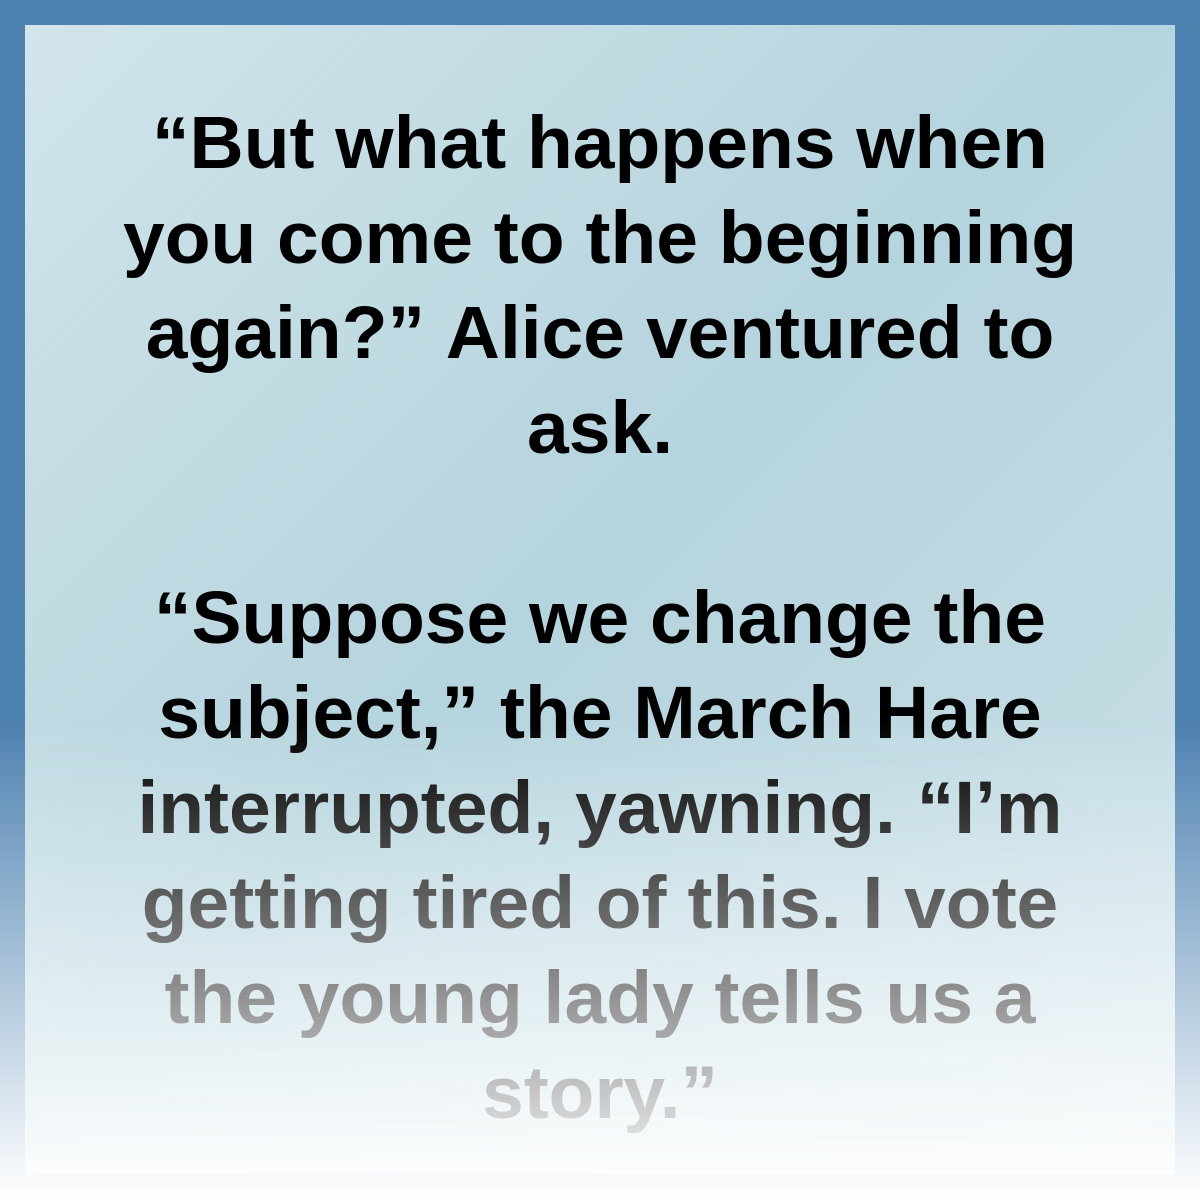 “But what happens when
you come to the beginning
again?” Alice ventured to
ask.
“Suppose we change the
subject,” the March Hare
interrupted, yawning. “I’m
getting tired of this. I vote
the young lady tells us a
story.”